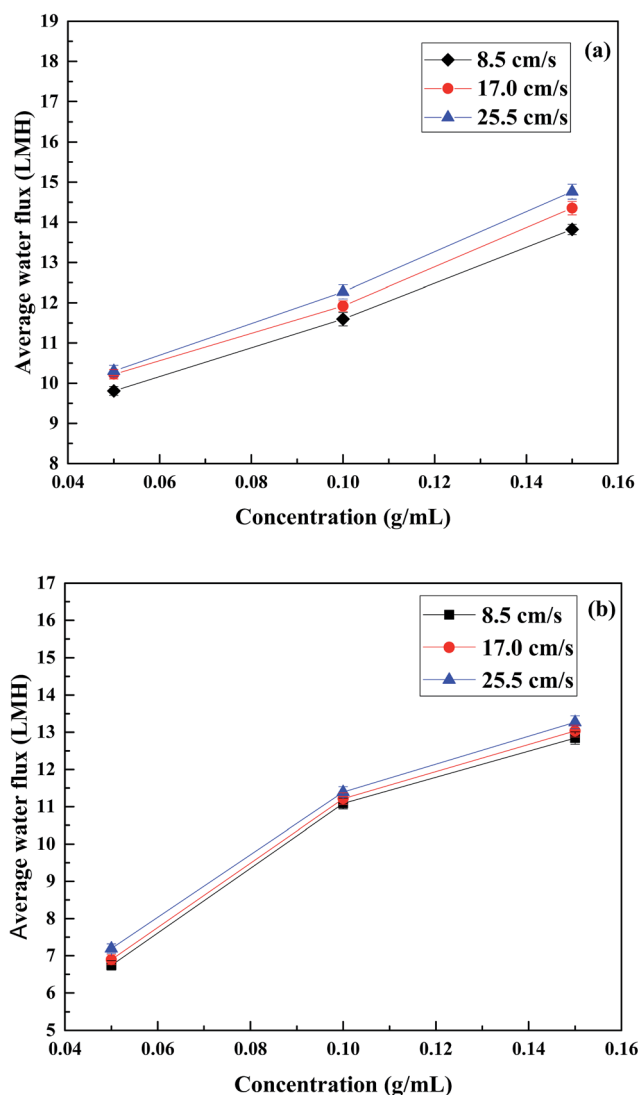 19
18
17
16
15
14
13
12
11
10
9
8
Average water flux (LMH)
(a)
8.5 cm/s
17.0 cm/s
25.5 cm/s
0.04 0.06 0.08 0.10 0.12 0.14 0.16
Concentration (g/mL)
17
16
15
14
13
12
11
10
9
8
7
6
5
Average water flux (LMH)
(b)
8.5 cm/s
17.0 cm/s
25.5 cm/s
0.04 0.06 0.08 0.10 0.12 0.14 0.16
Concentration (g/mL)